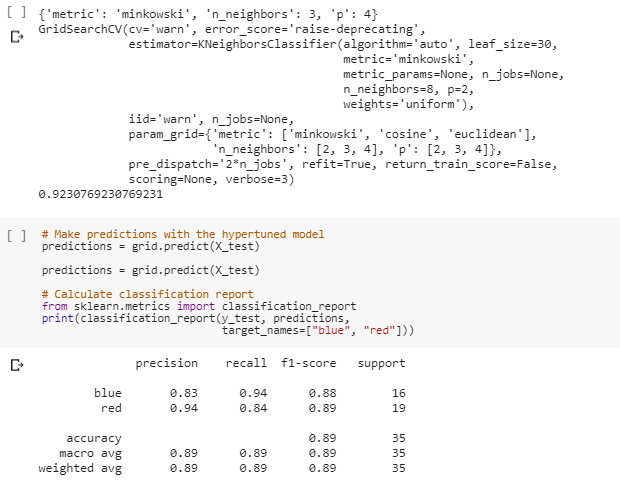 [ ] {'metric': 'minkowski', 'n_neighbors': 3, 'p': 4}
GridSearchCV(cv='warn', error_score='raise-deprecating',
estimator=KNeighborsClassifier(algorithm='auto', leaf_size=30,
metric='minkowski',
metric_params=None, n_jobs=None,
n_neighbors=8, p=2,
weights='uniform'),
iid='warn', n_jobs=None,
param_grid={'metric': ['minkowski', 'cosine', 'euclidean'],
'n_neighbors': [2, 3, 4], 'p': [2, 3, 4]},
pre_dispatch='2*n_jobs', refit=True, return_train_score=False,
scoring=None, verbose=3)
0.9230769230769231
[ ] # Make predictions with the hypertuned model
predictions = grid.predict(X_test)
predictions = grid.predict(X_test)
# Calculate classification report
from sklearn.metrics import classification_report
print(classification_report(y_test, predictions,
target_names=["blue", "red"]))
precision recall f1-score support
blue 0.83 0.94 0.88 16
red 0.94 0.84 0.89 19
accuracy 0.89 35
macro avg 0.89 0.89 0.89 35
weighted avg 0.89 0.89 0.89 35